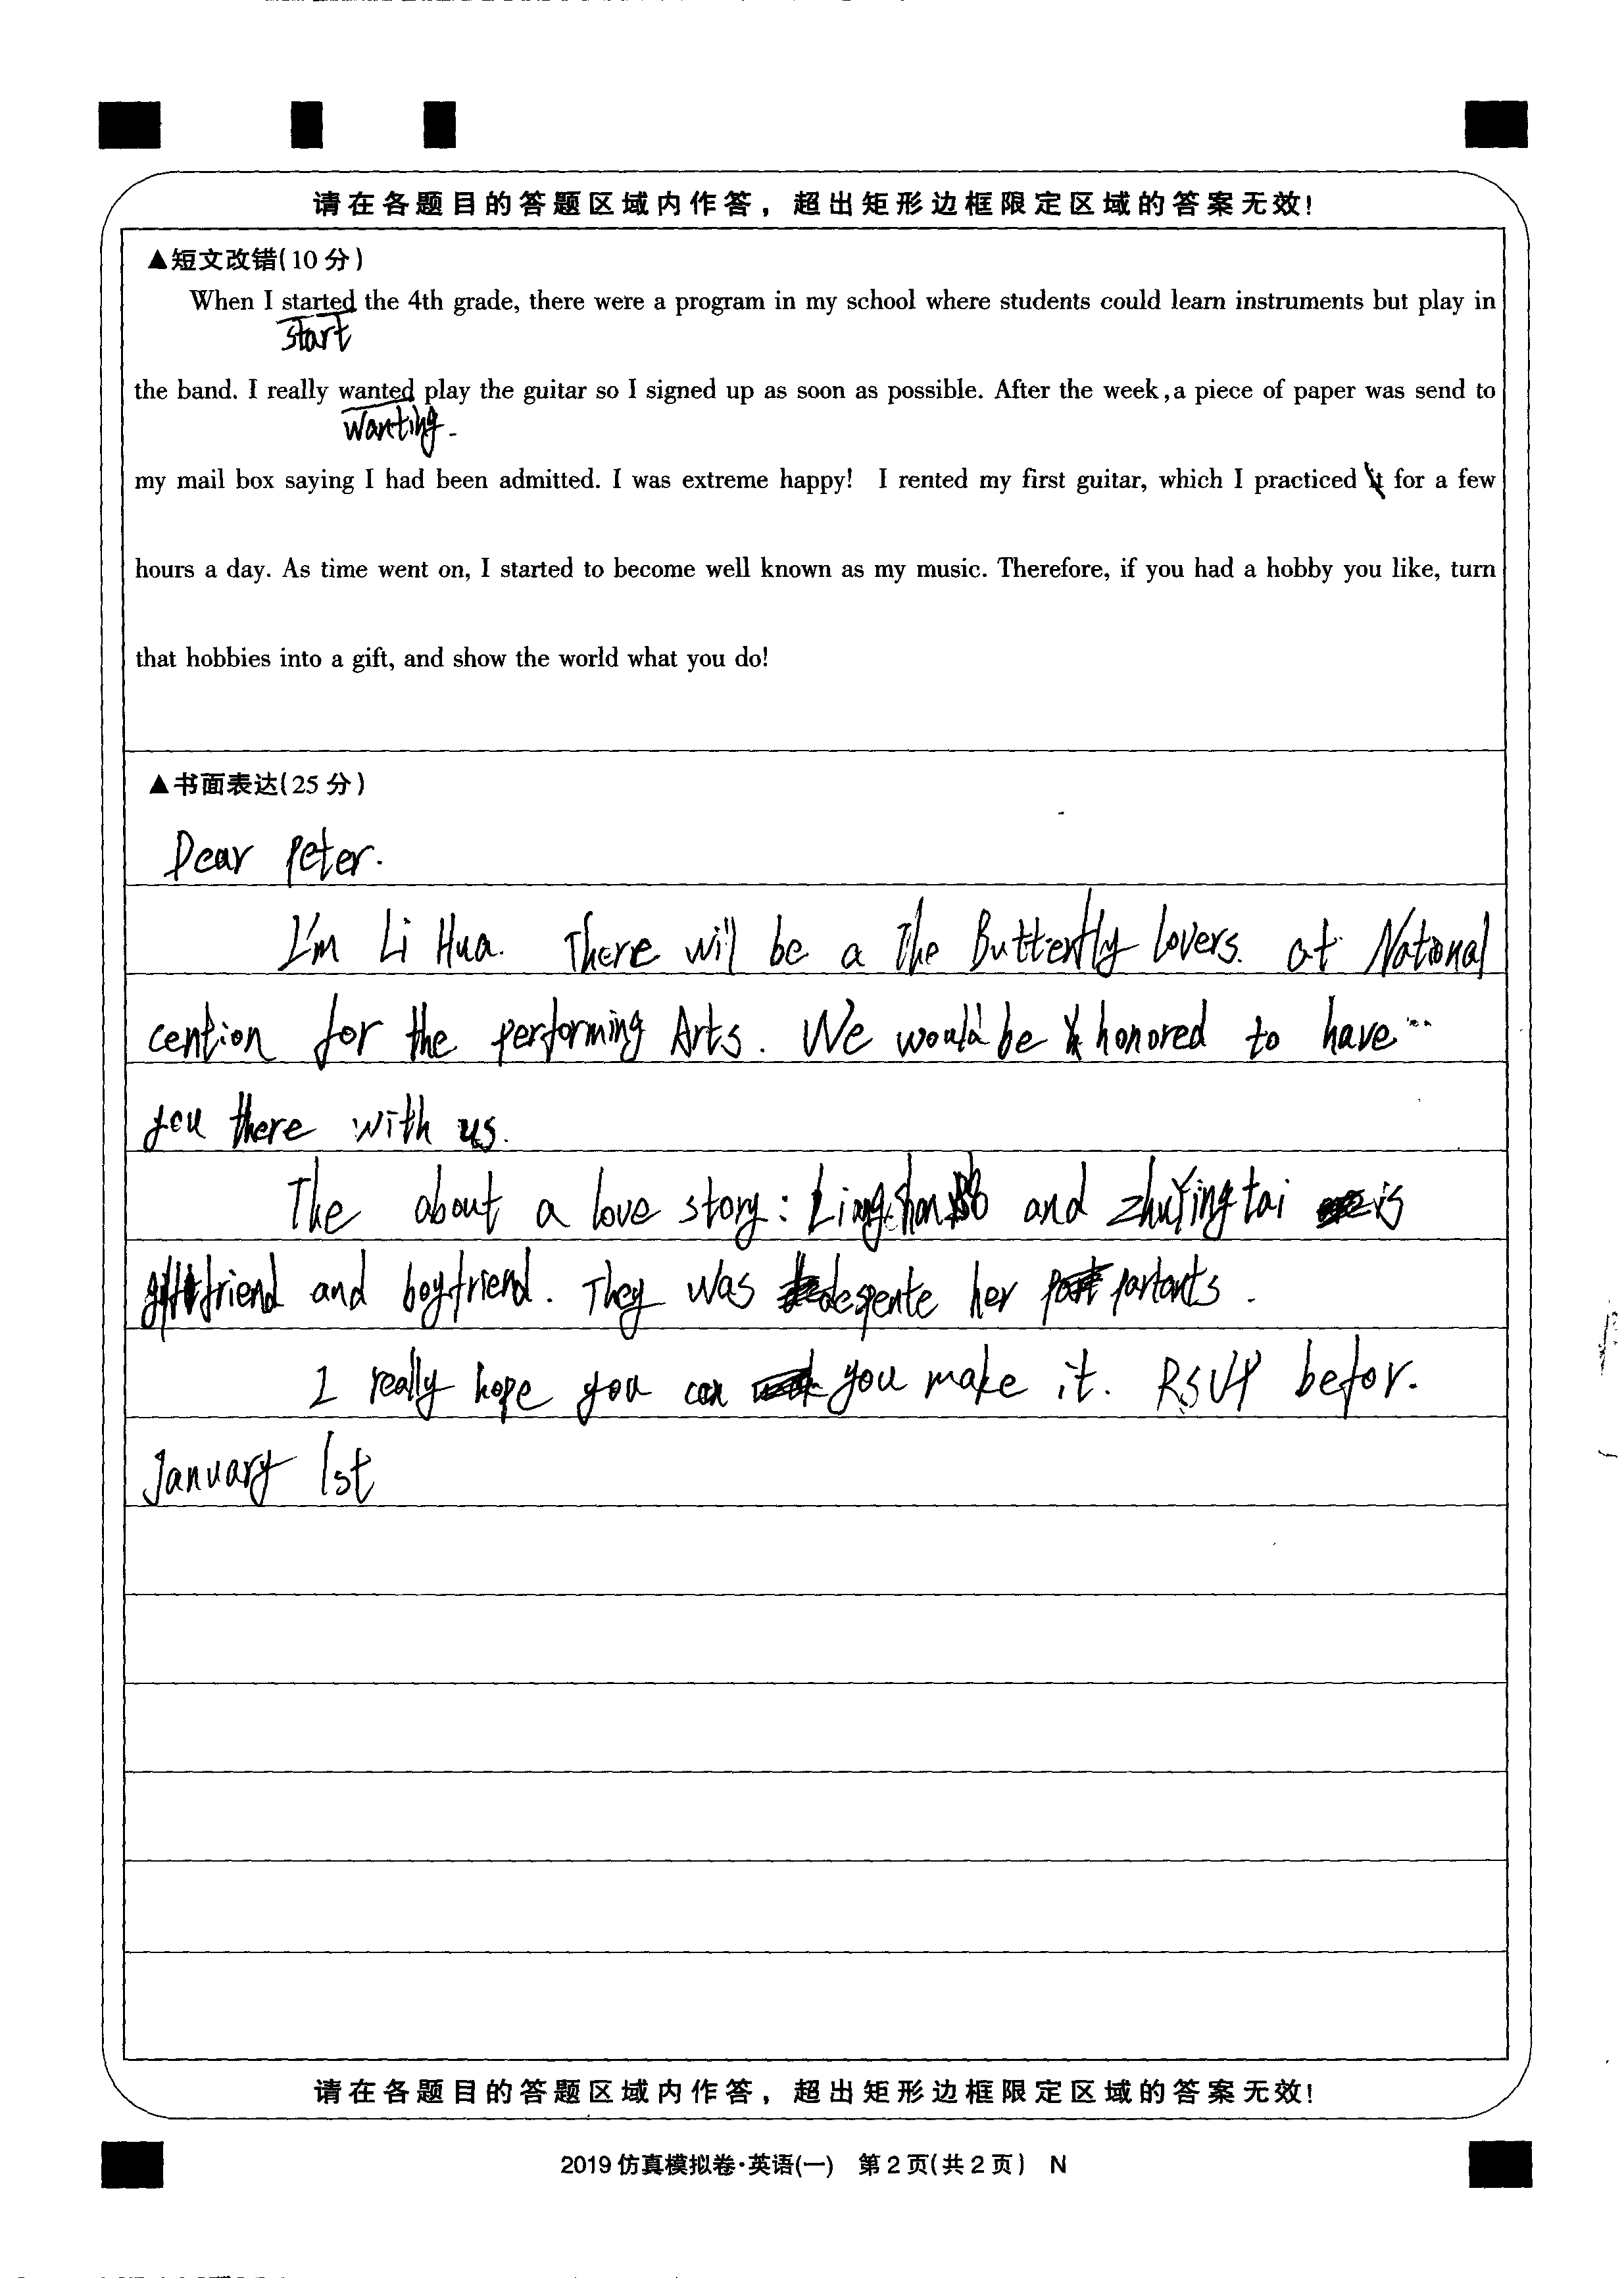 请在各题目的答题区域内作答，超出矩形边框限定区域的答案无效!
▲短文改错(10分)
When I started the 4th grade, there were a program in my school where students could learn instruments but play in
start
the band. I really wanted play the guitar so I signed up as soon as possible. After the week,a piece of paper was send to
wanting.
my mail box saying I had been admitted. I was extreme happy! I rented my first guitar, which I practiced it for a few
hours a day. As time went on, I started to become well known as my music. Therefore, if you had a hobby you like, turn
that hobbies into a gift, and show the world what you do!
▲书面表达(25分)
Dear Peter.
I'm Li Hua. There will be a The Butterfly lovers. at National
cention for the performing Arts. We would be honored to have
you there with us.
The about a love story: and zhuYingtai is
friend and boyfriend. They was despente her partants.
I really hope you can you make it. RSVP befor.
January 1st
请在各题目的答题区域内作答，超出矩形边框限定区域的答案无效!
2019仿真模拟卷·英语(一) 第2页(共2页) N